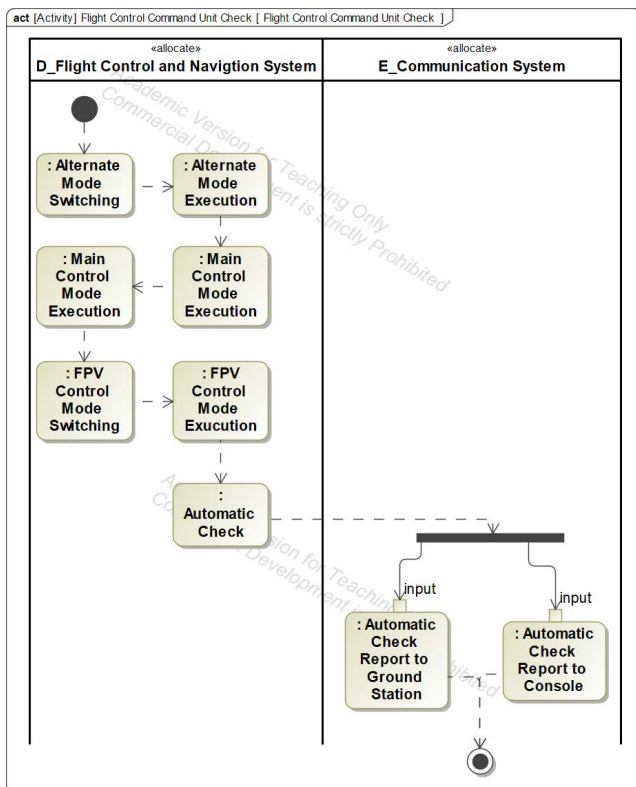 act [Activity] Flight Control Command Unit Check [ Flight Control Command Unit Check ]
«allocate»
D_Flight Control and Navigtion System
«allocate»
E_Communication System
: Alternate
Mode
Switching
: Alternate
Mode
Execution
: Main
Control
Mode
Execution
: Main
Control
Mode
Execution
: FPV
Control
Mode
Switching
: FPV
Control
Mode
Exucution
:
Automatic
Check
input
input
: Automatic
Check
Report to
Ground
Station
: Automatic
Check
Report to
Console
Academic Version for Teaching Only
Commercial Development is strictly Prohibited